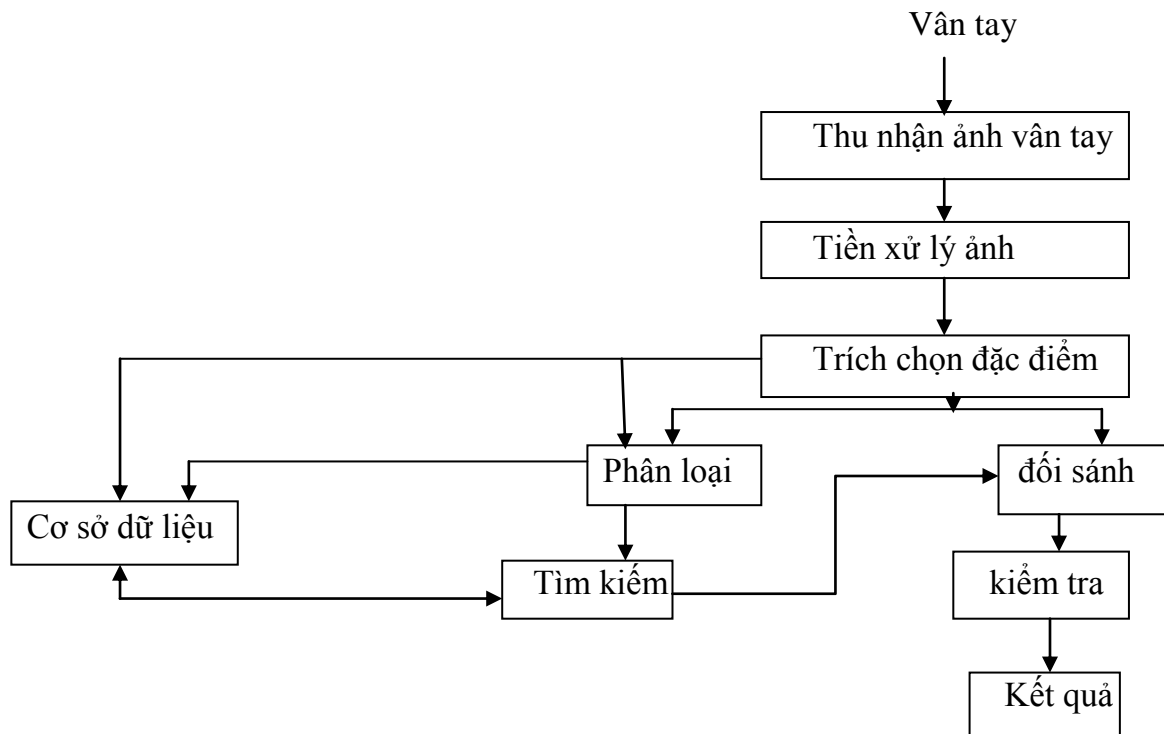 Vân tay
Thu nhận ảnh vân tay
Tiền xử lý ảnh
Trích chọn đặc điểm
Phân loại
đối sánh
Cơ sở dữ liệu
Tìm kiếm
kiểm tra
Kết quả